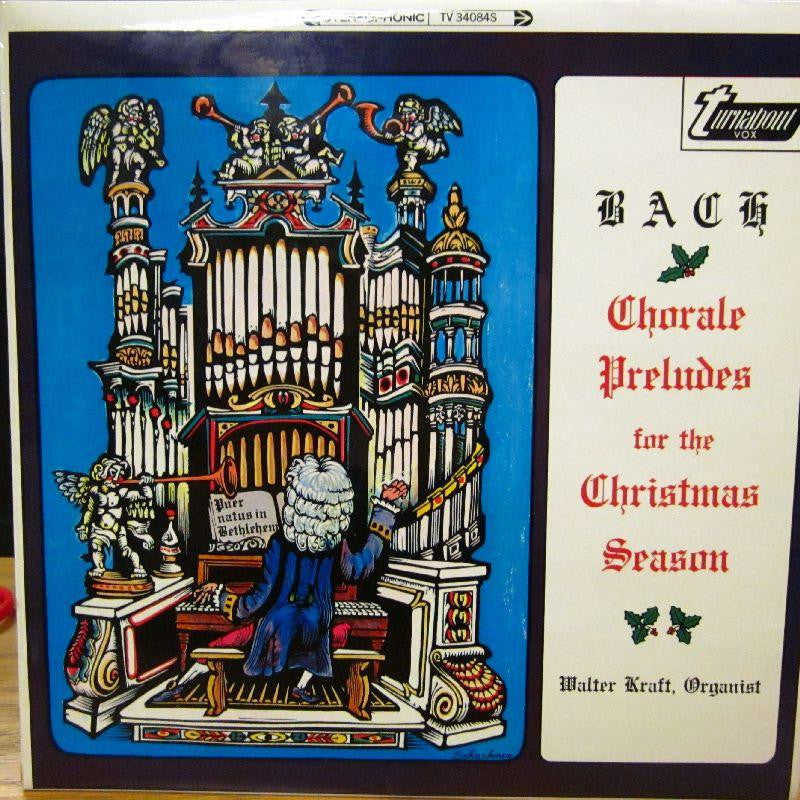 STEREOPHONIC TV 34084S
Turnabout
VOX
BACH
Chorale
Preludes
for the
Christmas
Season
Walter Kraft, Organist
Puer
natus in
Bethlehem
Schachner